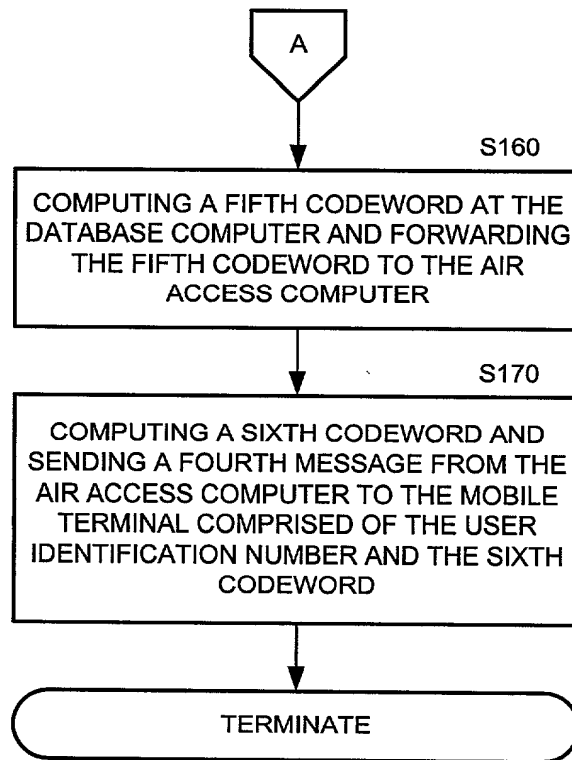 A
S160
COMPUTING A FIFTH CODEWORD AT THE
DATABASE COMPUTER AND FORWARDING
THE FIFTH CODEWORD TO THE AIR
ACCESS COMPUTER
S170
COMPUTING A SIXTH CODEWORD AND
SENDING A FOURTH MESSAGE FROM THE
AIR ACCESS COMPUTER TO THE MOBILE
TERMINAL COMPRISED OF THE USER
IDENTIFICATION NUMBER AND THE SIXTH
CODEWORD
TERMINATE